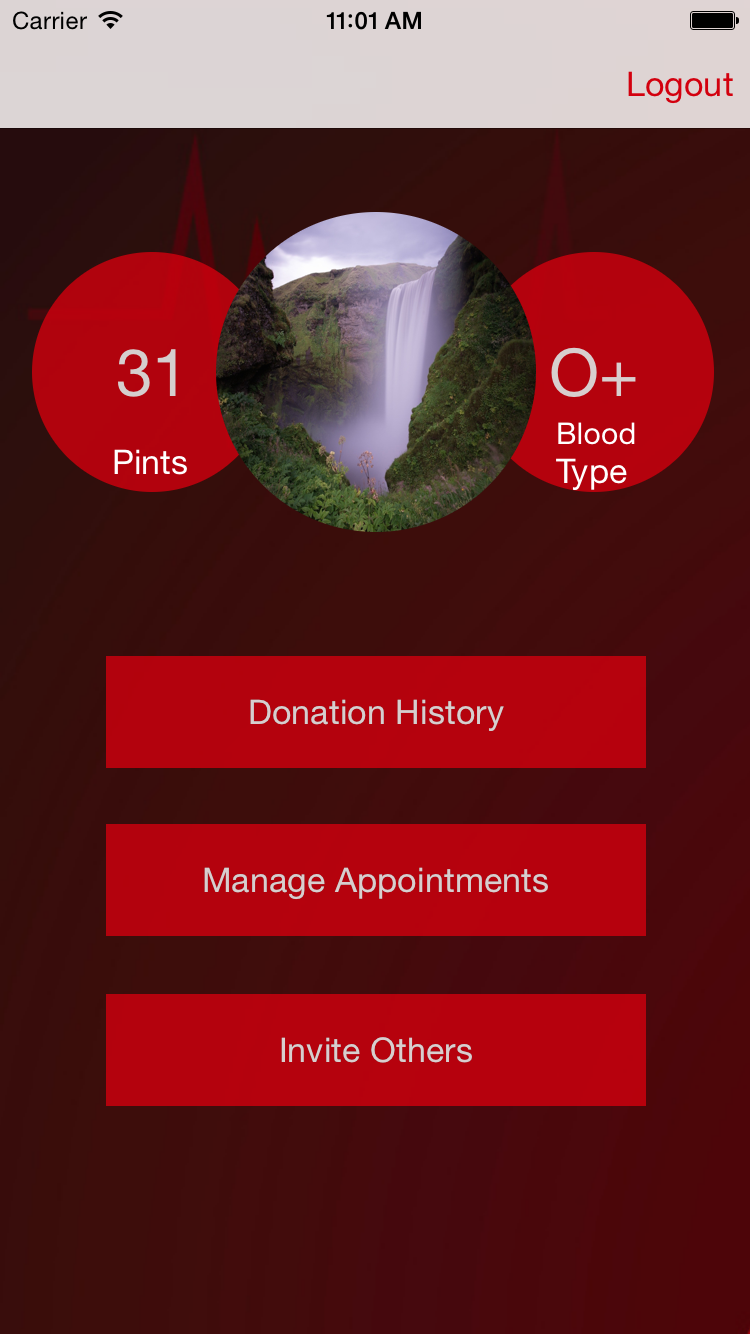 Carrier 11:01 AM
Logout
31
Pints
O+
Blood
Type
Donation History
Manage Appointments
Invite Others